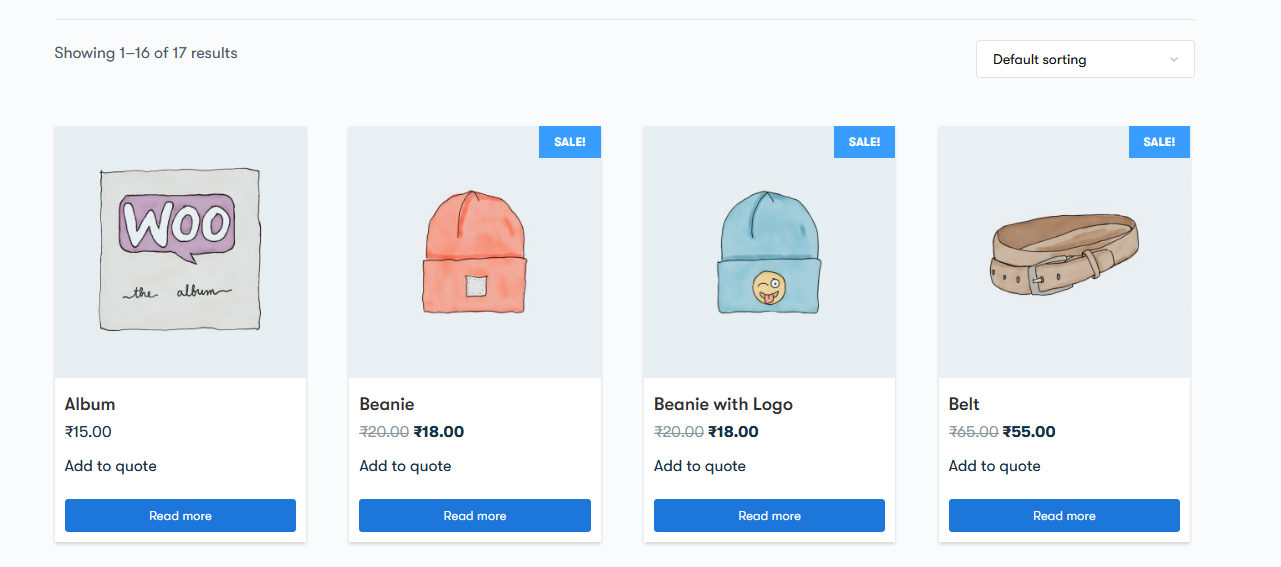 Showing 1–16 of 17 results
Default sorting
WOO
the album
Album
₹15.00
Add to quote
Read more
SALE!
Beanie
₹20.00 ₹18.00
Add to quote
Read more
SALE!
Beanie with Logo
₹20.00 ₹18.00
Add to quote
Read more
SALE!
Belt
₹65.00 ₹55.00
Add to quote
Read more